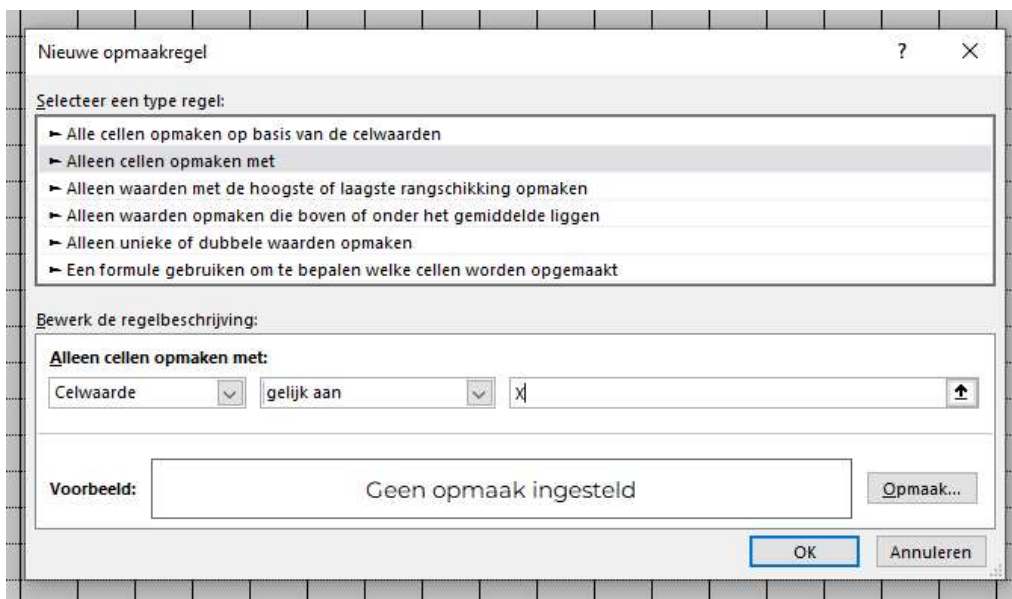 Nieuwe opmaakregel ?
Selecteer een type regel:
► Alle cellen opmaken op basis van de celwaarden
► Alleen cellen opmaken met
► Alleen waarden met de hoogste of laagste rangschikking opmaken
► Alleen waarden opmaken die boven of onder het gemiddelde liggen
► Alleen unieke of dubbele waarden opmaken
► Een formule gebruiken om te bepalen welke cellen worden opgemaakt
Bewerk de regelbeschrijving:
Alleen cellen opmaken met:
Celwaarde gelijk aan X
Voorbeeld: Geen opmaak ingesteld Opmaak...
OK Annuleren